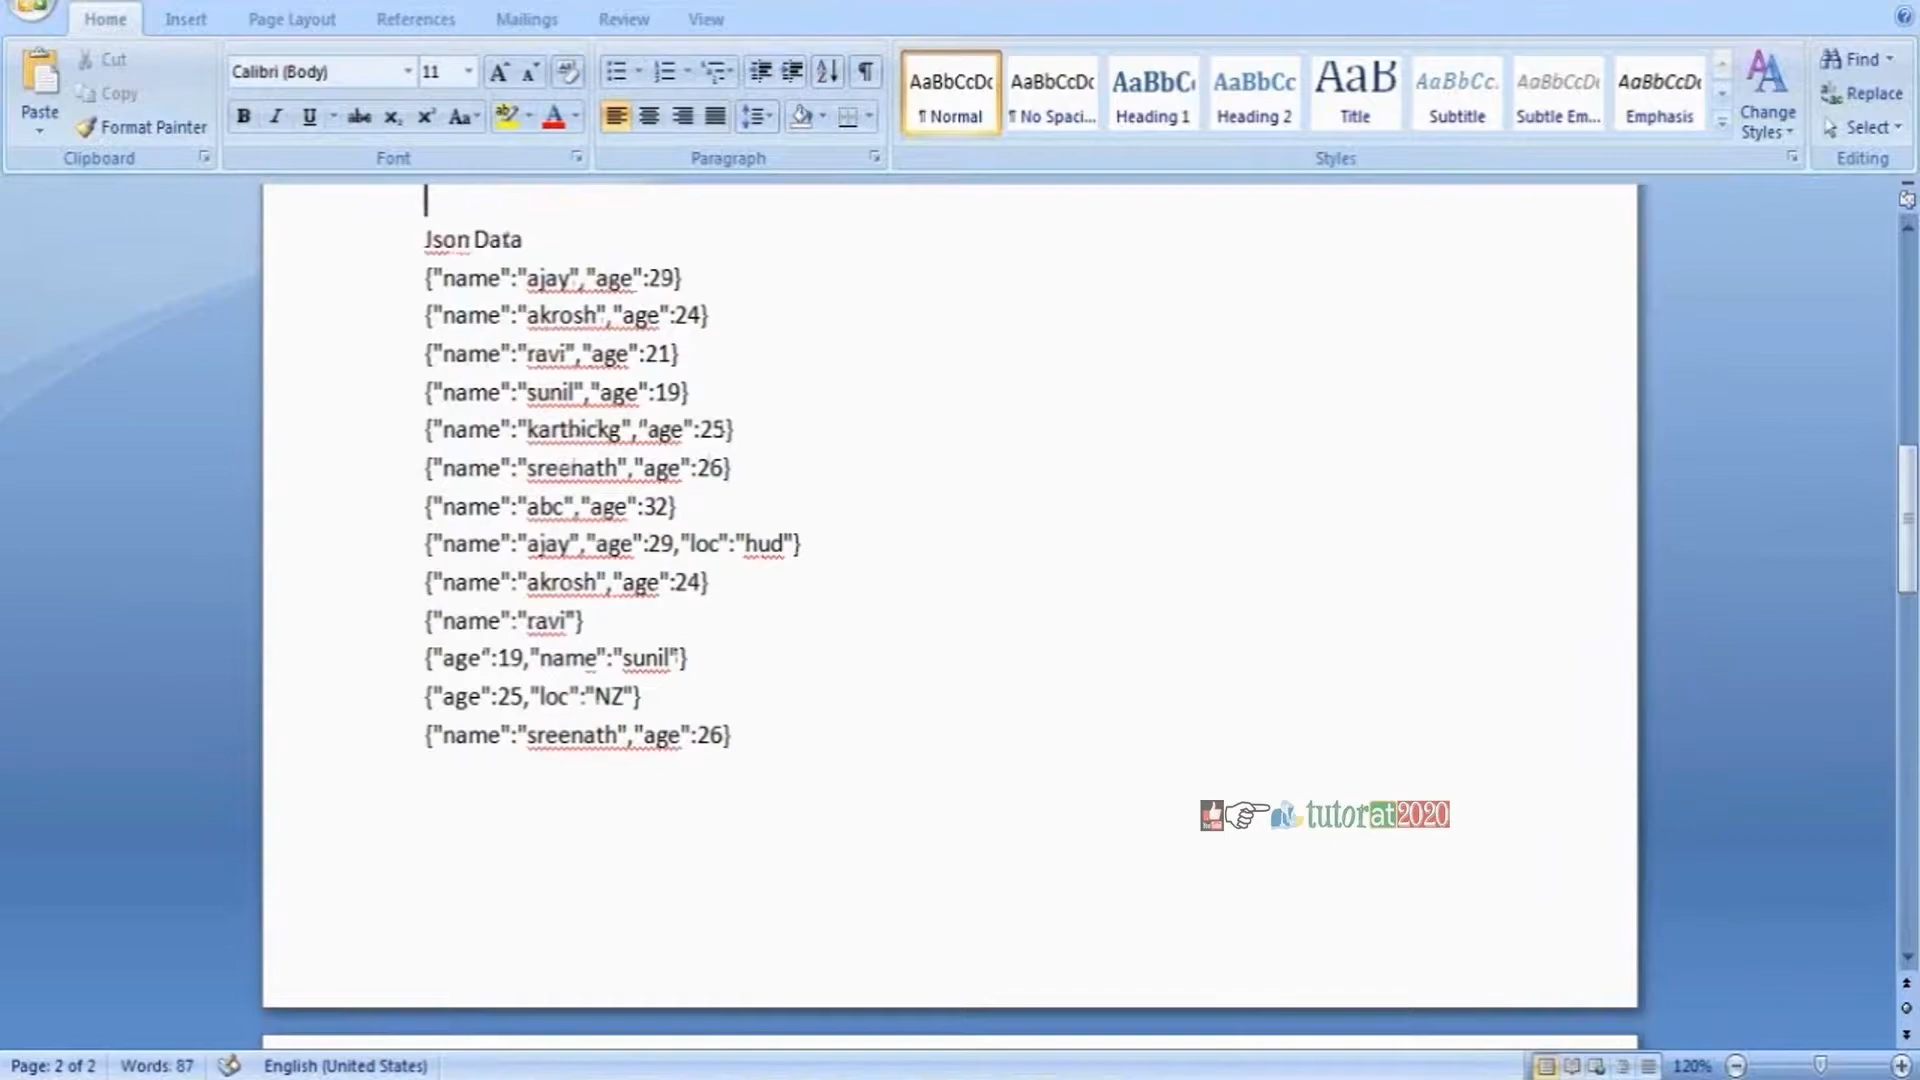 Home Insert Page Layout References Mailings Review View
Cut
Calibri (Body) 11
AaBbCcDc AaBbCcDc AaBbC AaBbCc AaB AaBbCc. AaBbCcDc AaBbCcDc
Find
Copy
Replace
Paste
Format Painter
B I U abc x₂ x² Aa
¶ Normal ¶ No Spaci... Heading 1 Heading 2 Title Subtitle Subtle Em... Emphasis
Change Styles
Select
Clipboard Font Paragraph Styles Editing
Json Data
{"name":"ajay","age":29}
{"name":"akrosh","age":24}
{"name":"ravi","age":21}
{"name":"sunil","age":19}
{"name":"karthickg","age":25}
{"name":"sreenath","age":26}
{"name":"abc","age":32}
{"name":"ajay","age":29,"loc":"hud"}
{"name":"akrosh","age":24}
{"name":"ravi"}
{"age":19,"name":"sunil"}
{"age":25,"loc":"NZ"}
{"name":"sreenath","age":26}
tutorat2020
Page: 2 of 2 Words: 87 English (United States) 120%